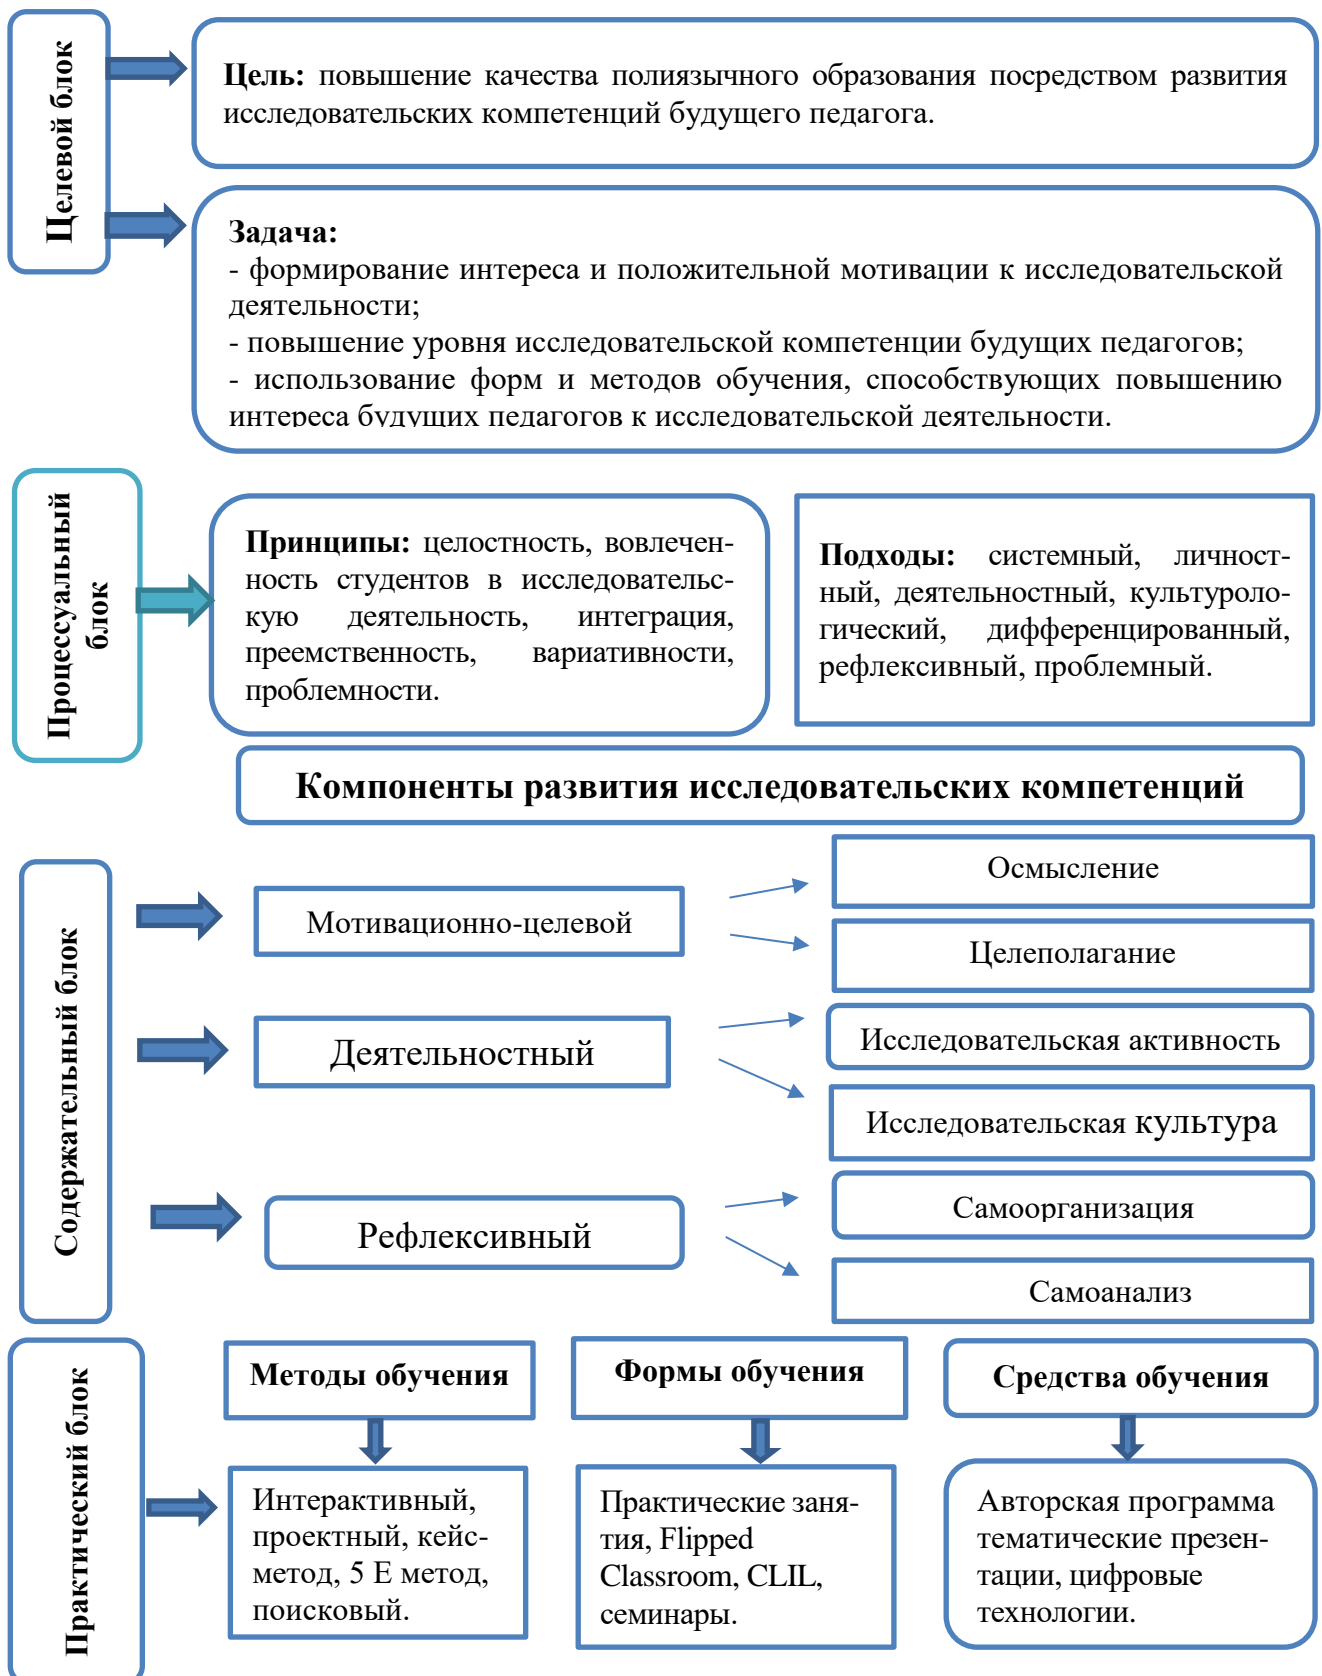 Целевой блок
Цель: повышение качества полиязычного образования посредством развития
исследовательских компетенций будущего педагога.
Задача:
- формирование интереса и положительной мотивации к исследовательской
деятельности;
- повышение уровня исследовательской компетенции будущих педагогов;
- использование форм и методов обучения, способствующих повышению
интереса будущих педагогов к исследовательской деятельности.
Процессуальный
блок
Принципы: целостность, вовлечен-
ность студентов в исследовательс-
кую деятельность, интеграция,
преемственность, вариативности,
проблемности.
Подходы: системный, личност-
ный, деятельностный, культуроло-
гический, дифференцированный,
рефлексивный, проблемный.
Компоненты развития исследовательских компетенций
Содержательный блок
Мотивационно-целевой
Осмысление
Целеполагание
Деятельностный
Исследовательская активность
Исследовательская культура
Рефлексивный
Самоорганизация
Самоанализ
Практический блок
Методы обучения
Интерактивный,
проектный, кейс-
метод, 5 Е метод,
поисковый.
Формы обучения
Практические заня-
тия, Flipped
Classroom, CLIL,
семинары.
Средства обучения
Авторская программа
тематические презен-
тации, цифровые
технологии.